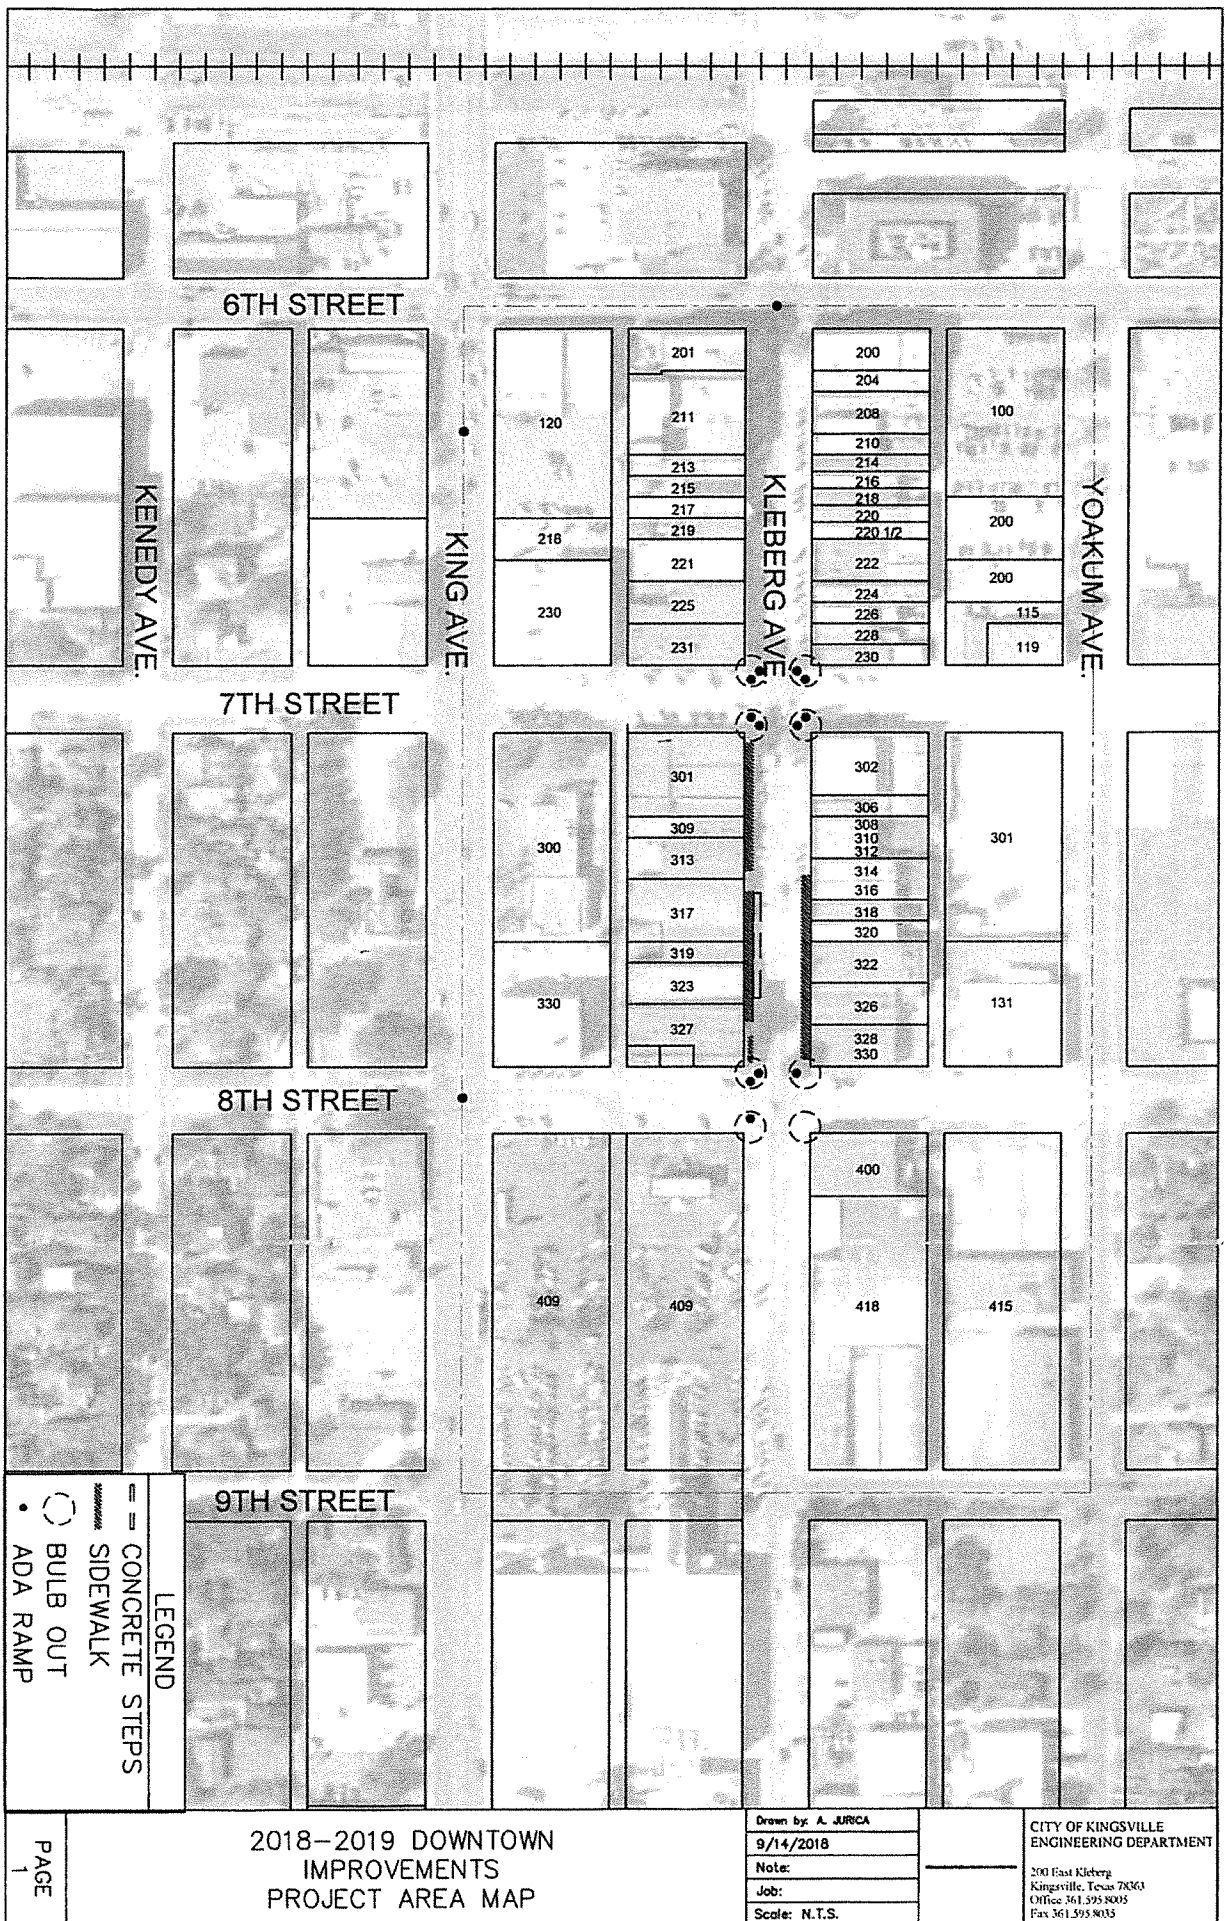 6TH STREET
201
211
213
215
217
219
221
225
231
120
218
230
200
204
208
210
214
216
218
220
220 1/2
222
224
226
228
230
100
200
200
115
119
KENEDY AVE.
KING AVE.
KLEBERG AVE.
YOAKUM AVE.
7TH STREET
300
330
301
309
313
317
319
323
327
302
306
308
310
312
314
316
318
320
322
326
328
330
301
131
8TH STREET
409
409
400
418
415
9TH STREET
LEGEND
CONCRETE STEPS
SIDEWALK
BULB OUT
ADA RAMP
PAGE
1
2018-2019 DOWNTOWN
IMPROVEMENTS
PROJECT AREA MAP
Drawn by: A. JURICA
9/14/2018
Note:
Job:
Scale: N.T.S.
CITY OF KINGSVILLE
ENGINEERING DEPARTMENT
200 East Kleberg
Kingsville, Texas 78363
Office 361.595.8005
Fax 361.595.8035